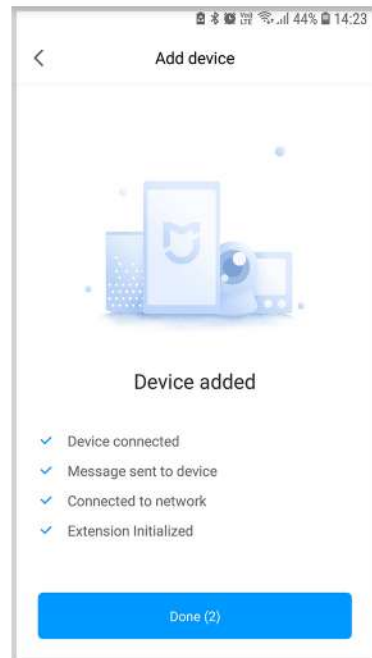 44% 14:23
Add device
Device added
Device connected
Message sent to device
Connected to network
Extension Initialized
Done (2)